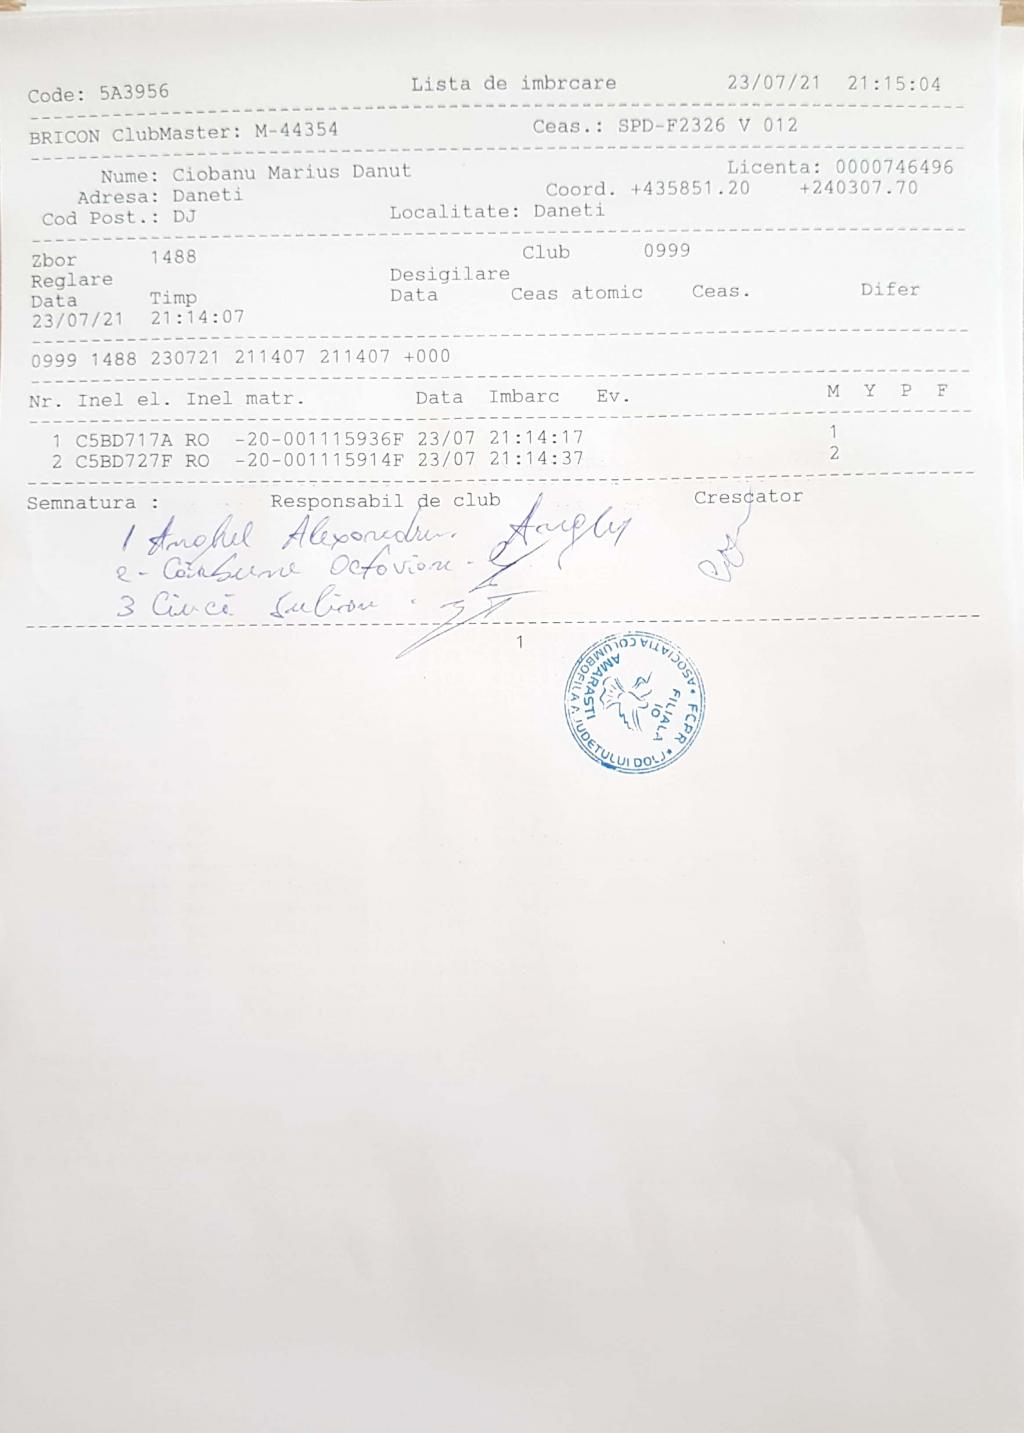 Code: 5A3956 Lista de imbrcare 23/07/21 21:15:04
BRICON ClubMaster: M-44354 Ceas.: SPD-F2326 V 012
Nume: Ciobanu Marius Danut Licenta: 0000746496
Adresa: Daneti Coord. +435851.20 +240307.70
Cod Post.: DJ Localitate: Daneti
Zbor 1488 Club 0999
Reglare Desigilare
Data Timp Data Ceas atomic Ceas. Difer
23/07/21 21:14:07
0999 1488 230721 211407 211407 +000
Nr. Inel el. Inel matr. Data Imbarc Ev. M Y P F
1 C5BD717A RO -20-001115936F 23/07 21:14:17 1
2 C5BD727F RO -20-001115914F 23/07 21:14:37 2
Semnatura : Responsabil de club Crescator
1 Anghel Alexandru.
2 - Octavian -
3 Ciucă Iulian .
1
ASOCIATIA COLUMBOFILA A JUDETULUI DOLJ * FCPR *
AMARASTI
FILIALA
10